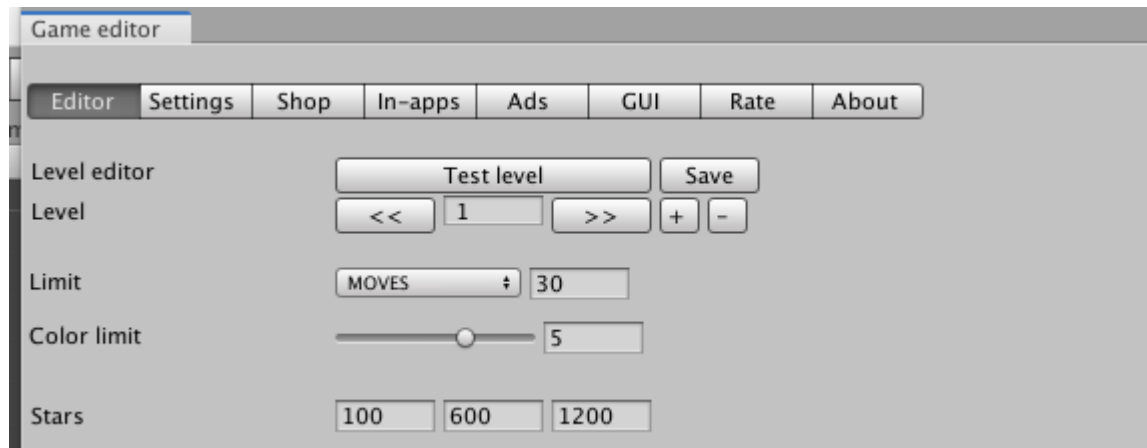 Game editor
Editor Settings Shop In-apps Ads GUI Rate About
Level editor Test level Save
Level << 1 >> + -
Limit MOVES 30
Color limit 5
Stars 100 600 1200